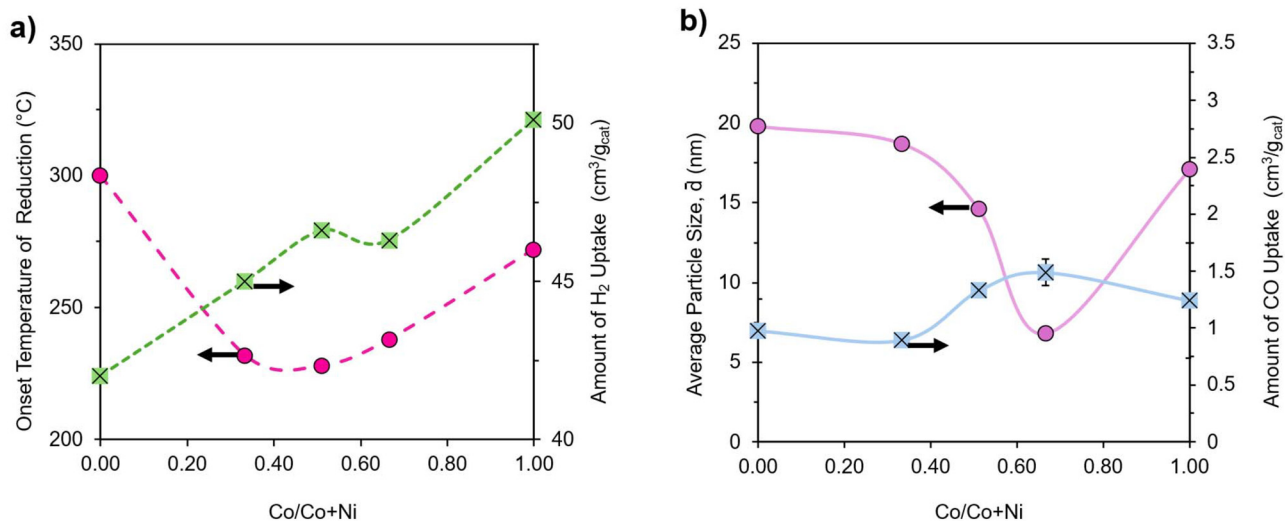 a)
Onset Temperature of Reduction (°C)
350
300
250
200
0.00 0.20 0.40 0.60 0.80 1.00
Co/Co+Ni
50
45
40
Amount of H₂ Uptake (cm³/g_cat)
b)
Average Particle Size, d̄ (nm)
25
20
15
10
5
0
0.00 0.20 0.40 0.60 0.80 1.00
Co/Co+Ni
3.5
3
2.5
2
1.5
1
0.5
0
Amount of CO Uptake (cm³/g_cat)